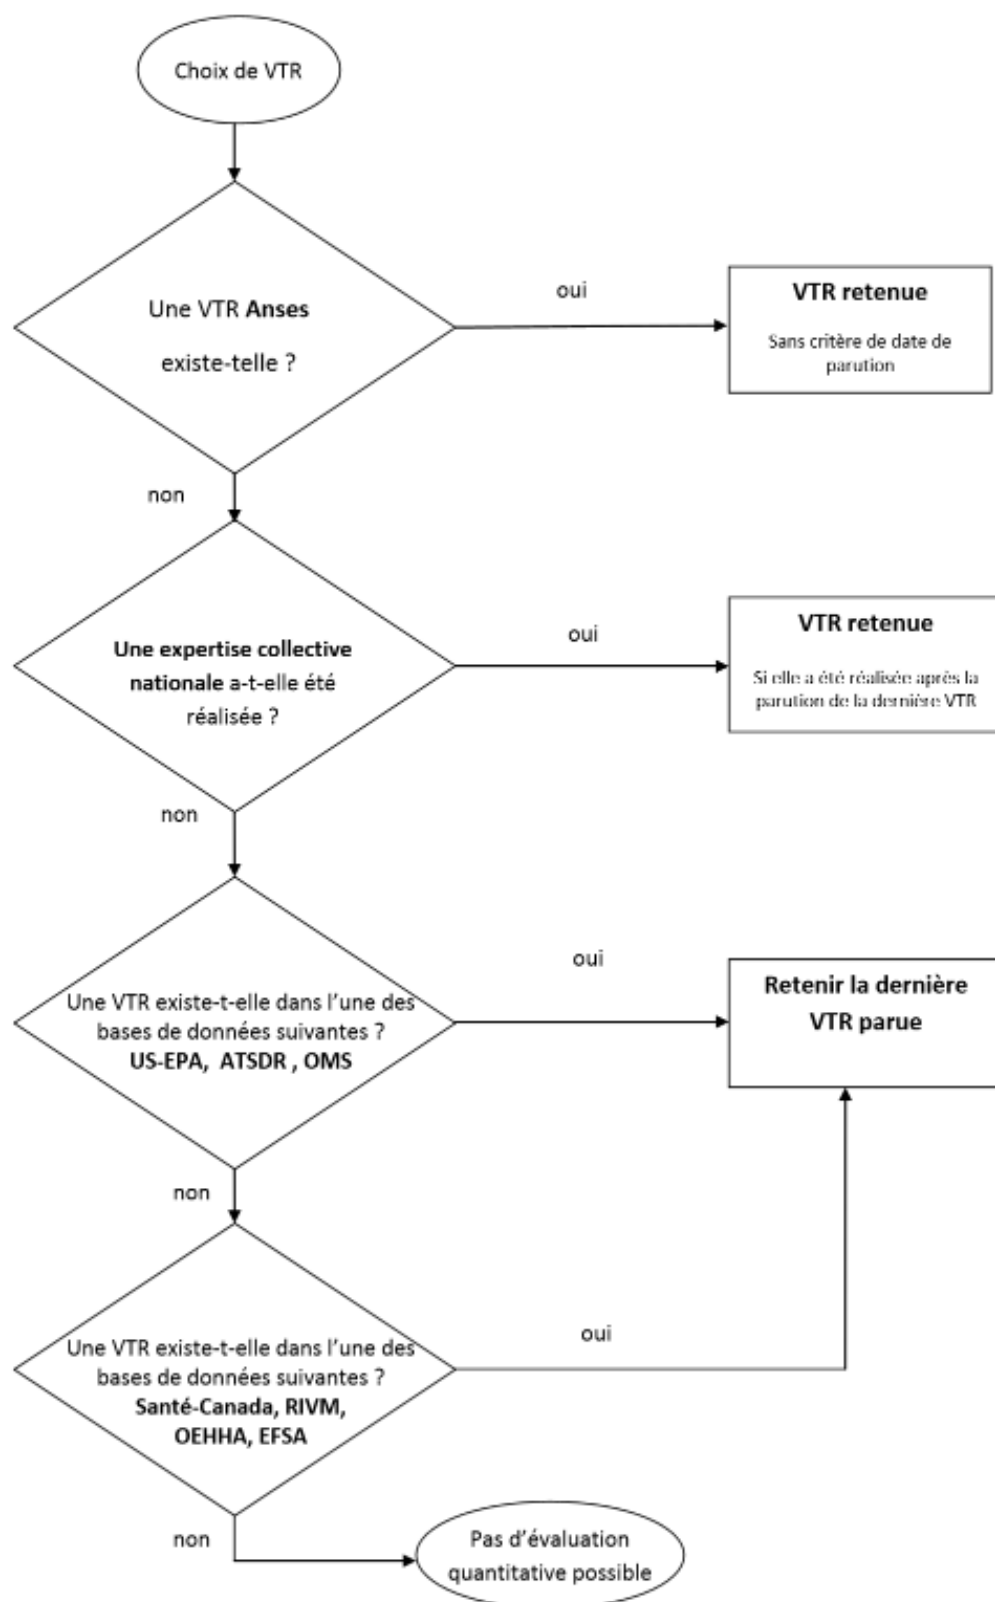 Choix de VTR
Une VTR Anses
existe-telle ?
oui
VTR retenue
Sans critère de date de
parution
non
Une expertise collective
nationale a-t-elle été
réalisée ?
oui
VTR retenue
Si elle a été réalisée après la
parution de la dernière VTR
non
Une VTR existe-t-elle dans l'une des
bases de données suivantes ?
US-EPA, ATSDR , OMS
oui
Retenir la dernière
VTR parue
non
Une VTR existe-t-elle dans l'une des
bases de données suivantes ?
Santé-Canada, RIVM,
OEHHA, EFSA
oui
non
Pas d'évaluation
quantitative possible